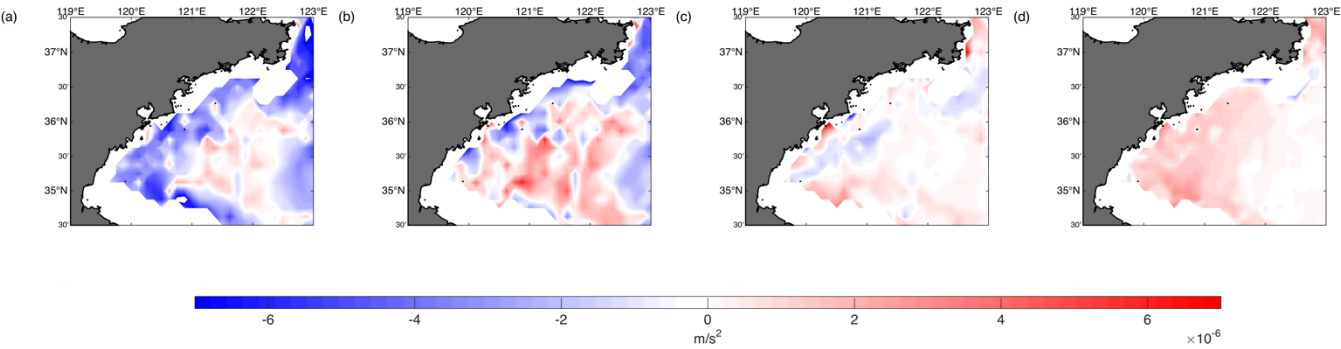 (a) 119°E 120°E 121°E 122°E 123°E (b) 119°E 120°E 121°E 122°E 123°E (c) 119°E 120°E 121°E 122°E 123°E (d) 119°E 120°E 121°E 122°E 123°E
37°N 37°N 37°N 37°N
30' 30' 30' 30'
36°N 36°N 36°N 36°N
30' 30' 30' 30'
35°N 35°N 35°N 35°N
30' 30' 30' 30'
-6 -4 -2 0 2 4 6
m/s² ×10⁻⁶